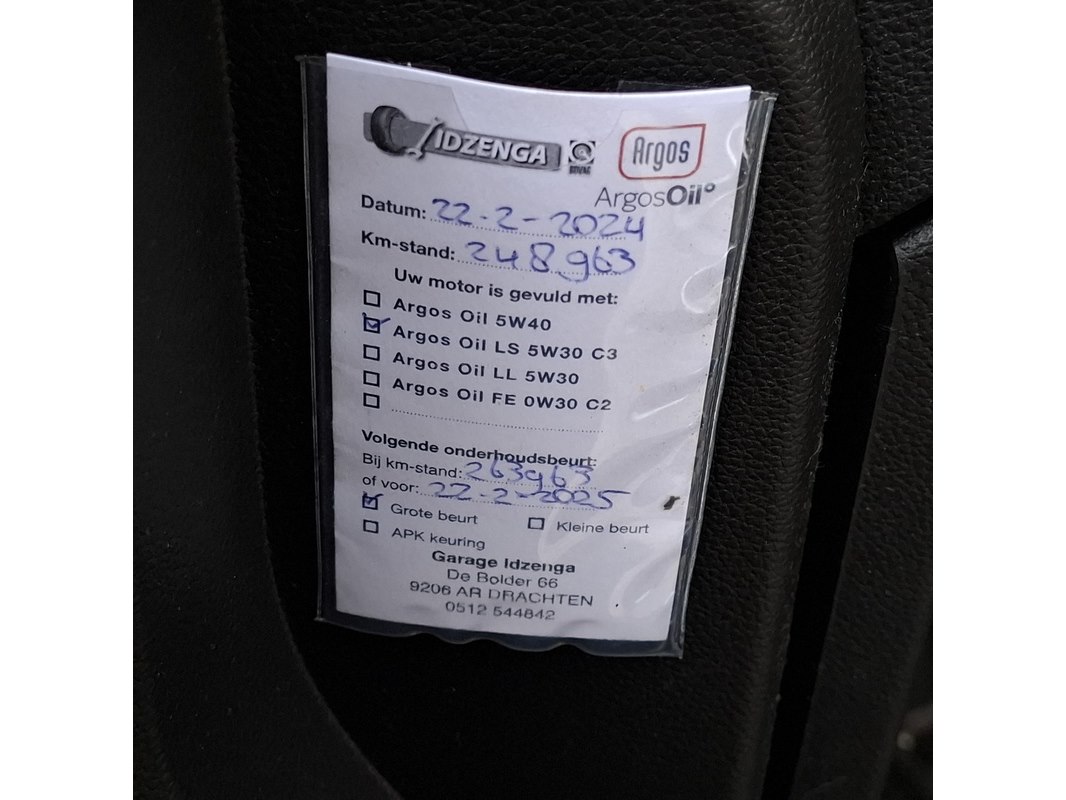 IDZENGA BOVAG Argos
ArgosOil°
Datum: 22-2-2024
Km-stand: 248963
Uw motor is gevuld met:
Argos Oil 5W40
Argos Oil LS 5W30 C3
Argos Oil LL 5W30
Argos Oil FE 0W30 C2
Volgende onderhoudsbeurt:
Bij km-stand: 263963
of voor: 22-2-2025
Grote beurt Kleine beurt
APK keuring
Garage Idzenga
De Bolder 66
9206 AR DRACHTEN
0512 544842